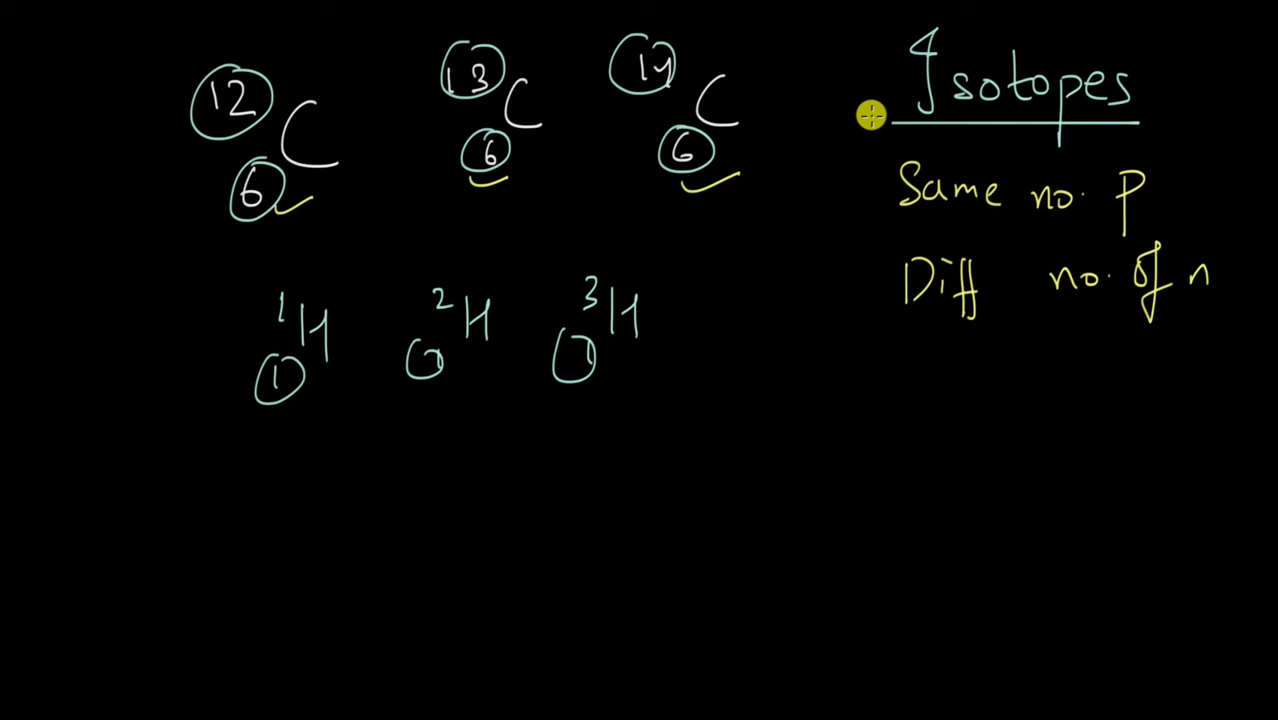 Isotopes
12 C 6
13 C 6
14 C 6
Same no. P
Diff no. of n
1 H 1
2 H 1
3 H 1